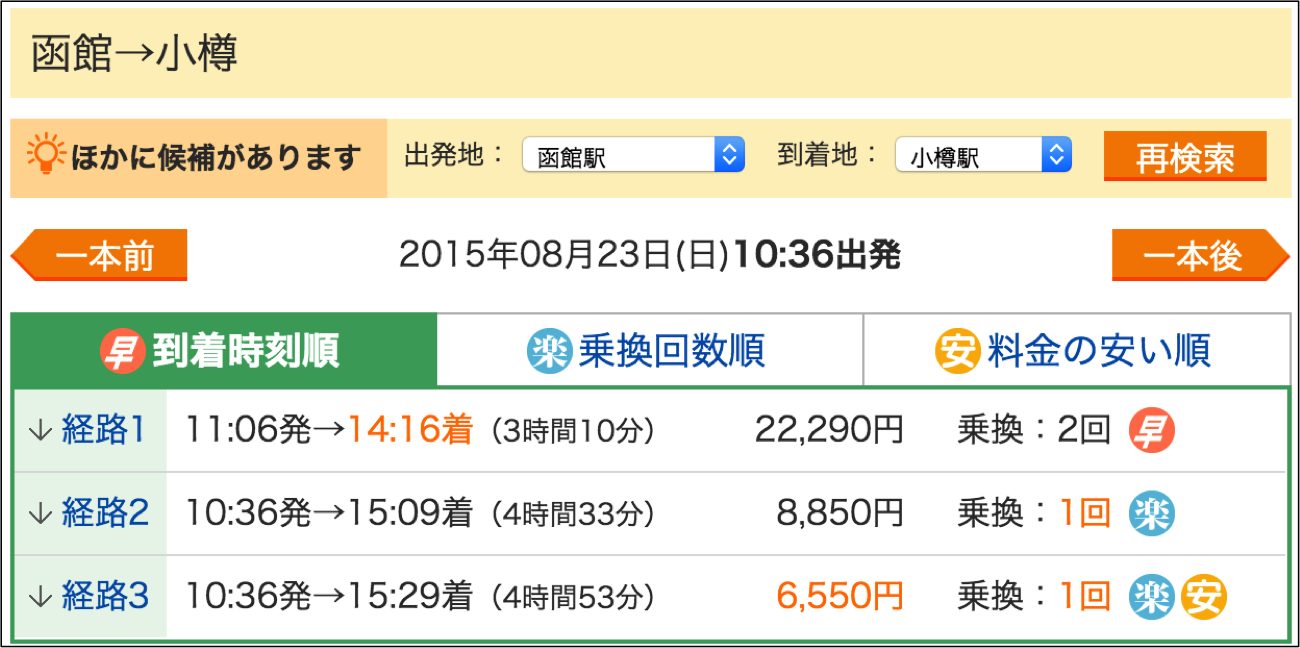 函館→小樽
ほかに候補があります 出発地： 函館駅 到着地： 小樽駅 再検索
一本前 2015年08月23日(日)10:36出発 一本後
早 到着時刻順 楽 乗換回数順 安 料金の安い順
↓ 経路1 11:06発→14:16着（3時間10分） 22,290円 乗換：2回 早
↓ 経路2 10:36発→15:09着（4時間33分） 8,850円 乗換：1回 楽
↓ 経路3 10:36発→15:29着（4時間53分） 6,550円 乗換：1回 楽 安